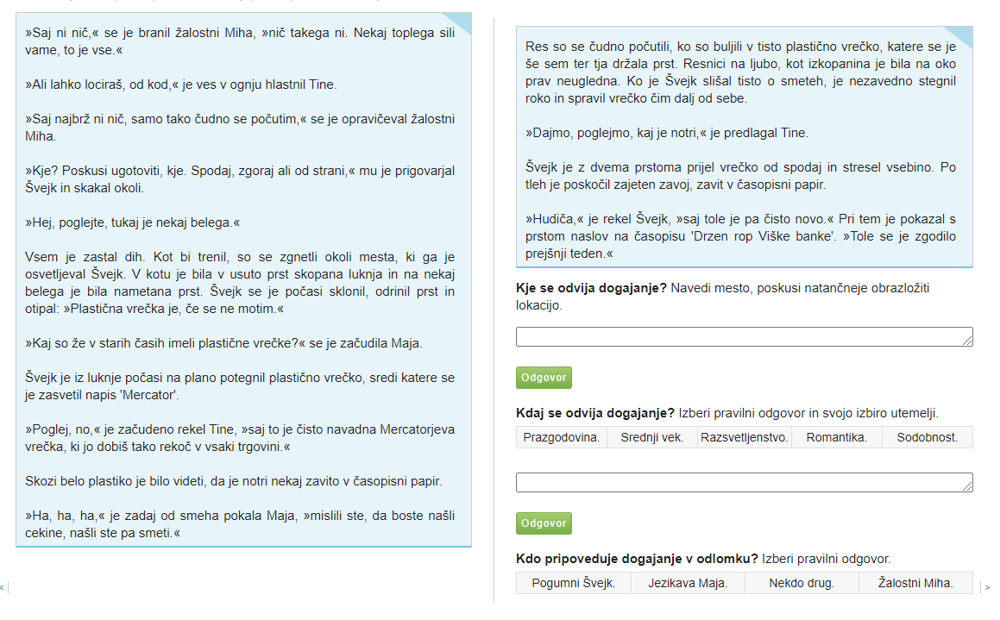 »Saj ni nič,« se je branil žalostni Miha, »nič takega ni. Nekaj toplega sili
vame, to je vse.«
»Ali lahko lociraš, od kod,« je ves v ognju hlastnil Tine.
»Saj najbrž ni nič, samo tako čudno se počutim,« se je opravičeval žalostni
Miha.
»Kje? Poskusi ugotoviti, kje. Spodaj, zgoraj ali od strani,« mu je prigovarjal
Švejk in skakal okoli.
»Hej, poglejte, tukaj je nekaj belega.«
Vsem je zastal dih. Kot bi trenil, so se zgnetli okoli mesta, ki ga je
osvetljeval Švejk. V kotu je bila v usuto prst skopana luknja in na nekaj
belega je bila nametana prst. Švejk se je počasi sklonil, odrinil prst in
otipal: »Plastična vrečka je, če se ne motim.«
»Kaj so že v starih časih imeli plastične vrečke?« se je začudila Maja.
Švejk je iz luknje počasi na plano potegnil plastično vrečko, sredi katere se
je zasvetil napis 'Mercator'.
»Poglej, no,« je začudeno rekel Tine, »saj to je čisto navadna Mercatorjeva
vrečka, ki jo dobiš tako rekoč v vsaki trgovini.«
Skozi belo plastiko je bilo videti, da je notri nekaj zavito v časopisni papir.
»Ha, ha, ha,« je zadaj od smeha pokala Maja, »mislili ste, da boste našli
cekine, našli ste pa smeti.«
<
Res so se čudno počutili, ko so buljili v tisto plastično vrečko, katere se je
še sem ter tja držala prst. Resnici na ljubo, kot izkopanina je bila na oko
prav neugledna. Ko je Švejk slišal tisto o smeteh, je nezavedno stegnil
roko in spravil vrečko čim dalj od sebe.
»Dajmo, poglejmo, kaj je notri,« je predlagal Tine.
Švejk je z dvema prstoma prijel vrečko od spodaj in stresel vsebino. Po
tleh je poskočil zajeten zavoj, zavit v časopisni papir.
»Hudiča,« je rekel Švejk, »saj tole je pa čisto novo.« Pri tem je pokazal s
prstom naslov na časopisu 'Drzen rop Viške banke'. »Tole se je zgodilo
prejšnji teden.«
Kje se odvija dogajanje? Navedi mesto, poskusi natančneje obrazložiti
lokacijo.
Odgovor
Kdaj se odvija dogajanje? Izberi pravilni odgovor in svojo izbiro utemelji.
Prazgodovina. Srednji vek. Razsvetljenstvo. Romantika. Sodobnost.
Odgovor
Kdo pripoveduje dogajanje v odlomku? Izberi pravilni odgovor.
Pogumni Švejk. Jezikava Maja. Nekdo drug. Žalostni Miha.
>